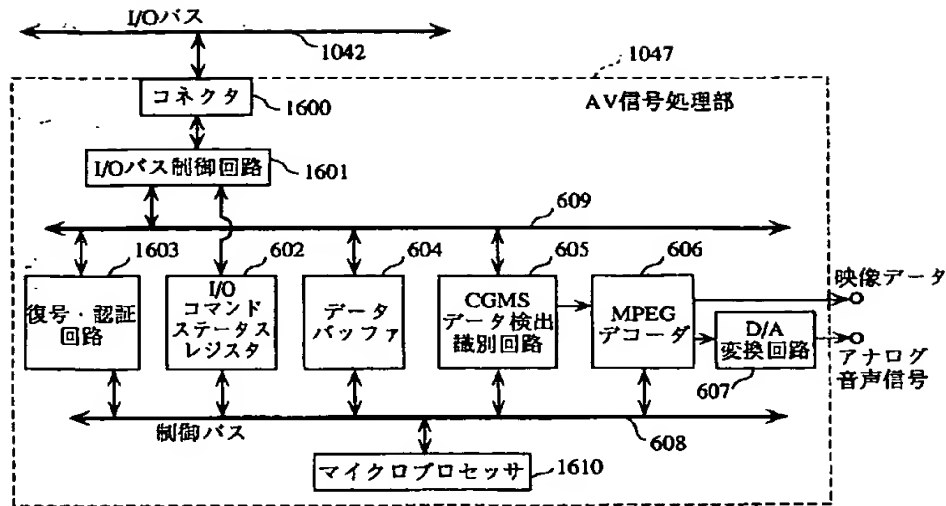 I/Oバス
1042
1047
コネクタ
1600
AV信号処理部
I/Oバス制御回路
1601
609
1603
602
604
605
606
復号・認証
回路
I/O
コマンド
ステータス
レジスタ
データ
バッファ
CGMS
データ検出
識別回路
MPEG
デコーダ
映像データ
D/A
変換回路
607
アナログ
音声信号
制御バス
608
マイクロプロセッサ
1610